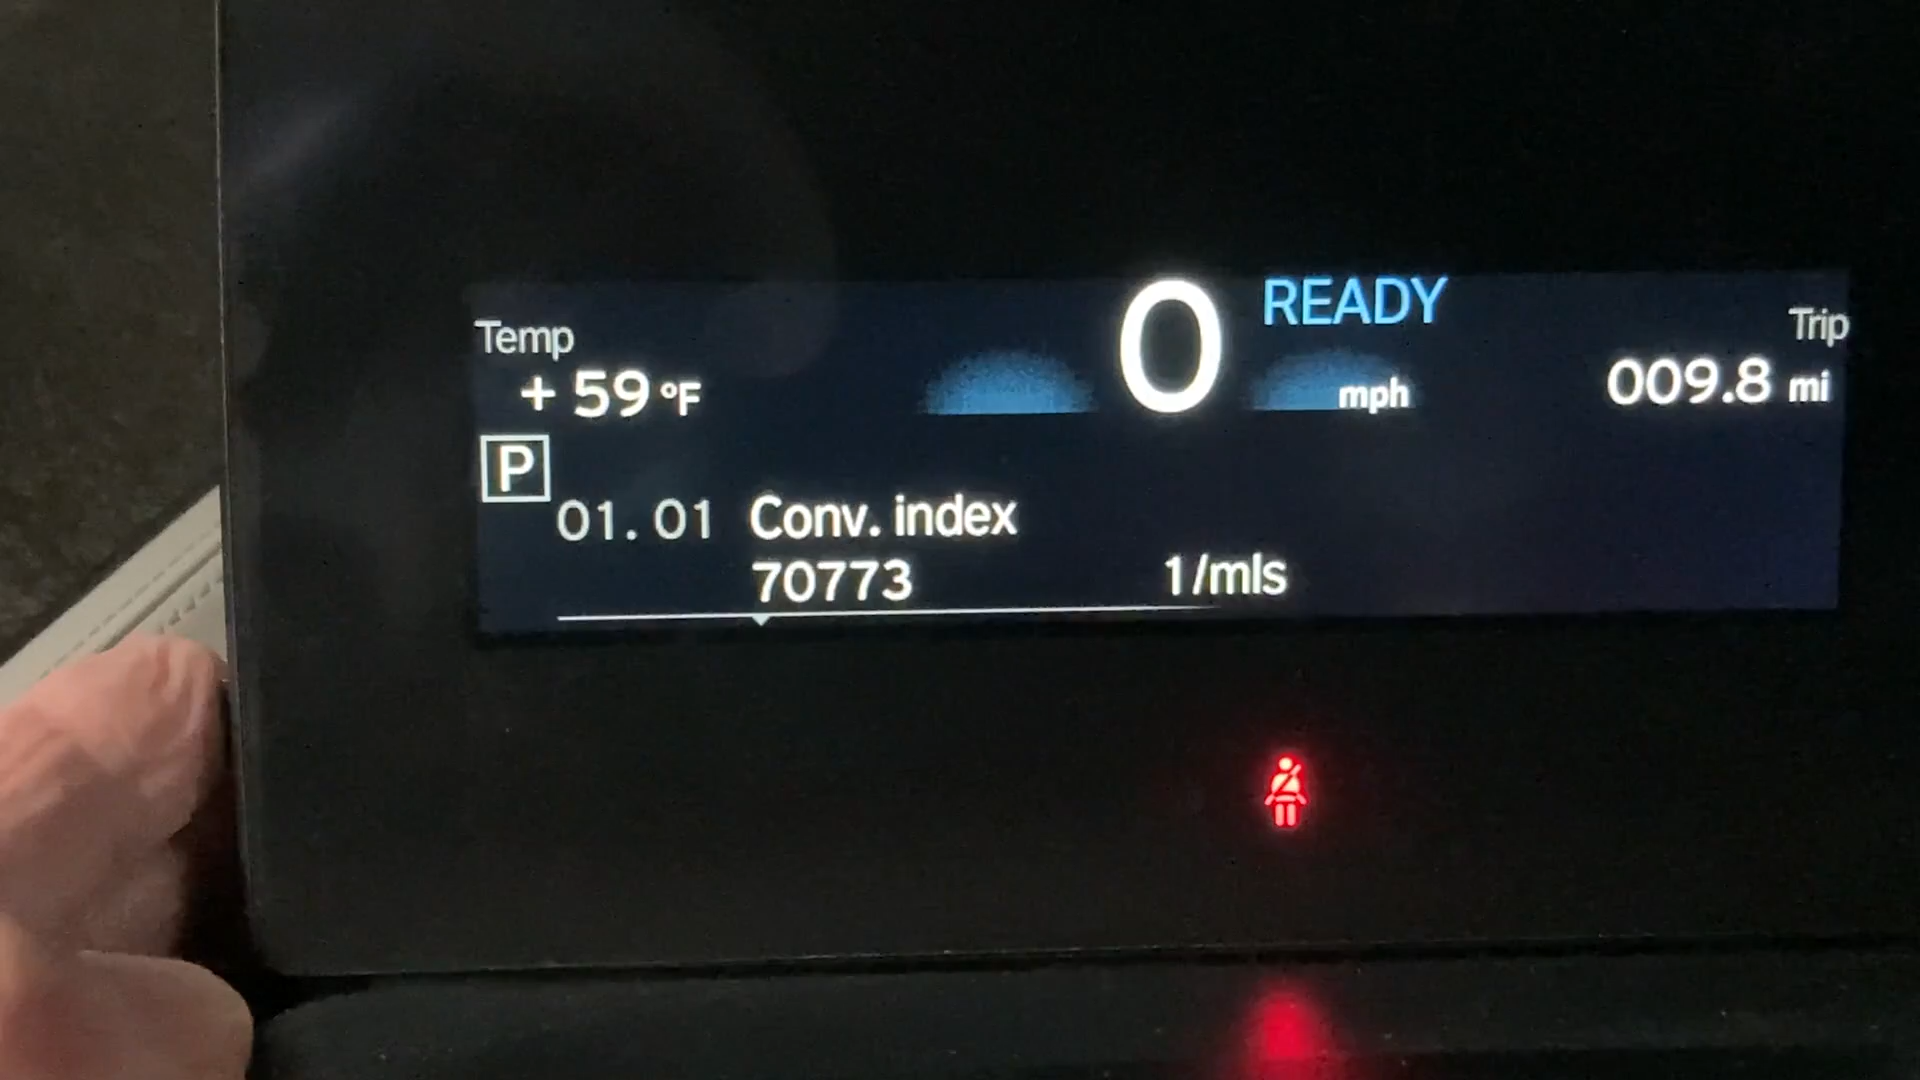 0 READY
Temp
Trip
+ 59 °F
mph
009.8 mi
P
01. 01 Conv. index
70773 1/mls